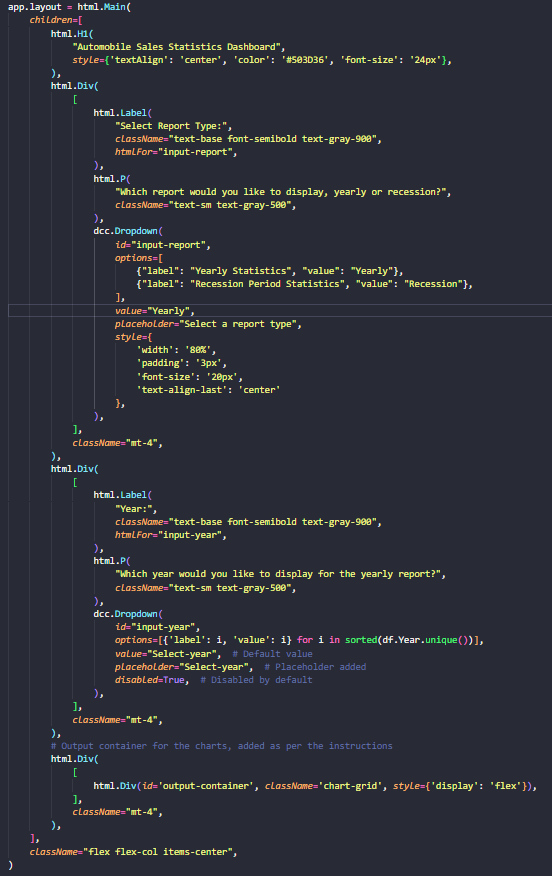 app.layout = html.Main(
    children=[
        html.H1(
            "Automobile Sales Statistics Dashboard",
            style={'textAlign': 'center', 'color': '#503D36', 'font-size': '24px'},
        ),
        html.Div(
            [
                html.Label(
                    "Select Report Type:",
                    className="text-base font-semibold text-gray-900",
                    htmlFor="input-report",
                ),
                html.P(
                    "Which report would you like to display, yearly or recession?",
                    className="text-sm text-gray-500",
                ),
                dcc.Dropdown(
                    id="input-report",
                    options=[
                        {"label": "Yearly Statistics", "value": "Yearly"},
                        {"label": "Recession Period Statistics", "value": "Recession"},
                    ],
                    value="Yearly",
                    placeholder="Select a report type",
                    style={
                        'width': '80%',
                        'padding': '3px',
                        'font-size': '20px',
                        'text-align-last': 'center'
                    },
                ),
            ],
            className="mt-4",
        ),
        html.Div(
            [
                html.Label(
                    "Year:",
                    className="text-base font-semibold text-gray-900",
                    htmlFor="input-year",
                ),
                html.P(
                    "Which year would you like to display for the yearly report?",
                    className="text-sm text-gray-500",
                ),
                dcc.Dropdown(
                    id="input-year",
                    options=[{'label': i, 'value': i} for i in sorted(df.Year.unique())],
                    value="Select-year",  # Default value
                    placeholder="Select-year",  # Placeholder added
                    disabled=True,  # Disabled by default
                ),
            ],
            className="mt-4",
        ),
        # Output container for the charts, added as per the instructions
        html.Div(
            [
                html.Div(id='output-container', className='chart-grid', style={'display': 'flex'}),
            ],
            className="mt-4",
        ),
    ],
    className="flex flex-col items-center",
)